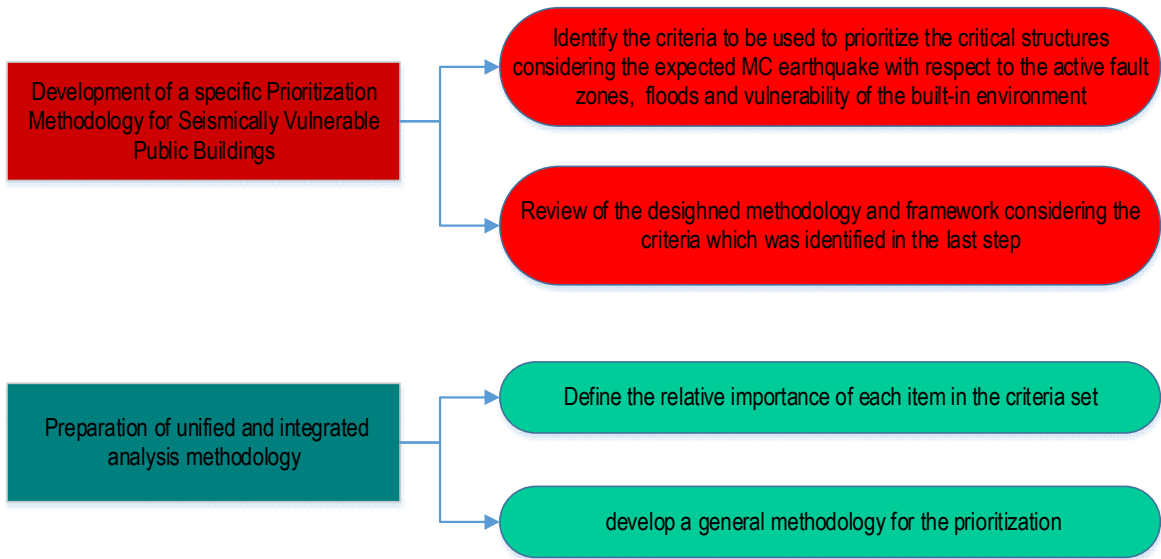 Development of a specific Prioritization
Methodology for Seismically Vulnerable
Public Buildings
Identify the criteria to be used to prioritize the critical structures
considering the expected MC earthquake with respect to the active fault
zones, floods and vulnerability of the built-in environment
Review of the desighned methodology and framework considering the
criteria which was identified in the last step
Preparation of unified and integrated
analysis methodology
Define the relative importance of each item in the criteria set
develop a general methodology for the prioritization